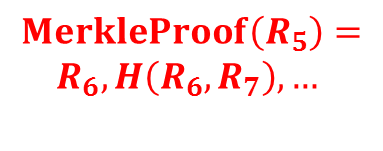 MerkleProof(R₅) =
R₆, H(R₆, R₇), …